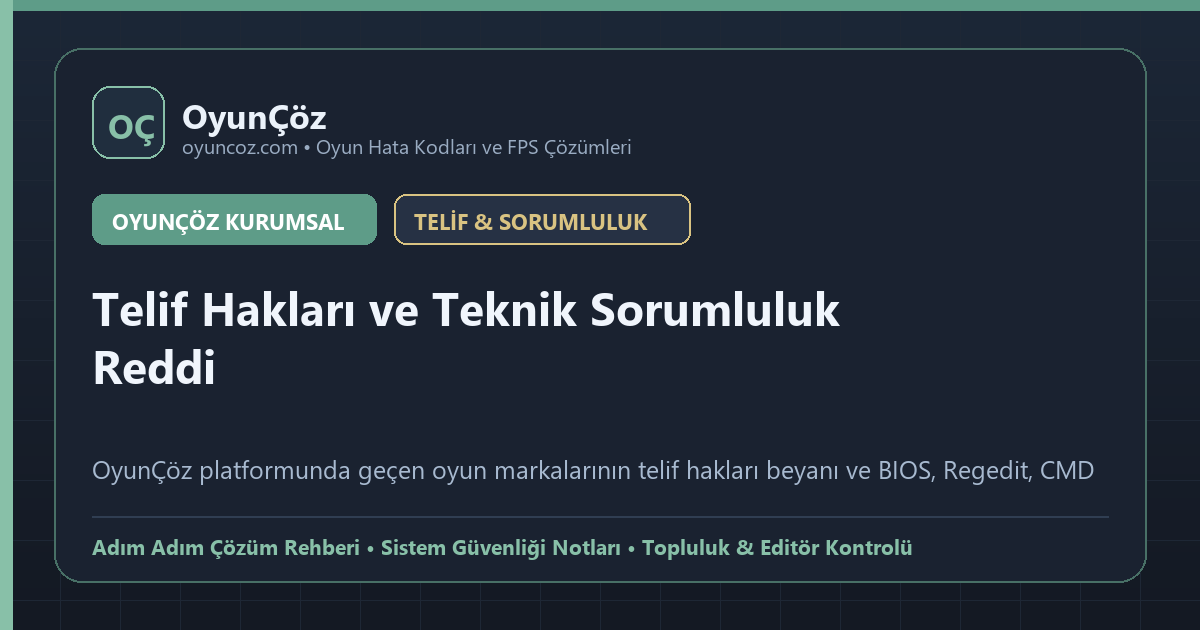 OÇ
OyunÇöz
oyuncoz.com • Oyun Hata Kodları ve FPS Çözümleri
OYUNÇÖZ KURUMSAL
TELİF & SORUMLULUK
Telif Hakları ve Teknik Sorumluluk
Reddi
OyunÇöz platformunda geçen oyun markalarının telif hakları beyanı ve BIOS, Regedit, CMD
Adım Adım Çözüm Rehberi • Sistem Güvenliği Notları • Topluluk & Editör Kontrolü